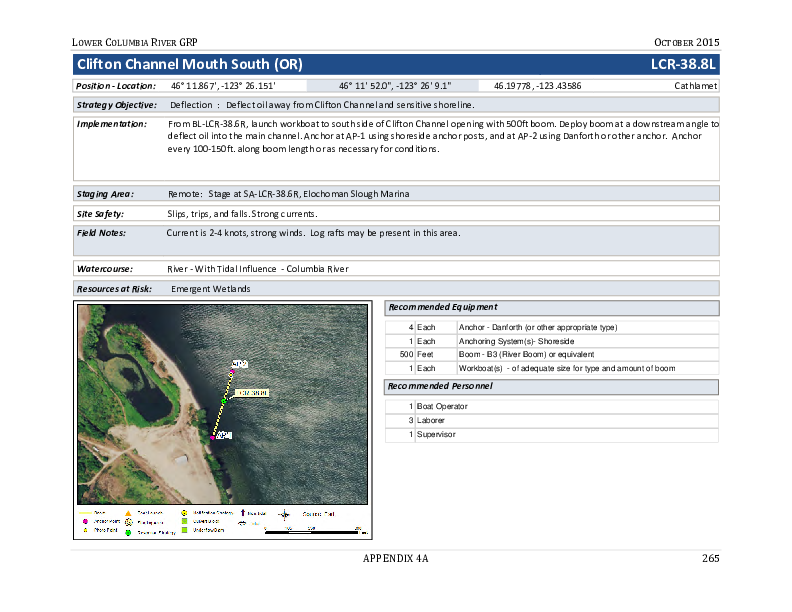 LOWER COLUMBIA RIVER GRP
OCTOBER 2015
Clifton Channel Mouth South (OR)
LCR-38.8L
Position - Location: 46° 11.867', -123° 26.151' 46° 11' 52.0", -123° 26' 9.1" 46.19778, -123.43586 Cathlamet
Strategy Objective: Deflection : Deflect oil away from Clifton Channel and sensitive shoreline.
Implementation: From BL-LCR-38.6R, launch workboat to south side of Clifton Channel opening with 500ft boom. Deploy boom at a downstream angle to
deflect oil into the main channel. Anchor at AP-1 using shoreside anchor posts, and at AP-2 using Danforth or other anchor. Anchor
every 100-150ft. along boom length or as necessary for conditions.
Staging Area: Remote: Stage at SA-LCR-38.6R, Elochoman Slough Marina
Site Safety: Slips, trips, and falls. Strong currents.
Field Notes: Current is 2-4 knots, strong winds. Log rafts may be present in this area.
Watercourse: River - With Tidal Influence - Columbia River
Resources at Risk: Emergent Wetlands
Recommended Equipment
4 Each Anchor - Danforth (or other appropriate type)
1 Each Anchoring System(s)- Shoreside
500 Feet Boom - B3 (River Boom) or equivalent
1 Each Workboat(s) - of adequate size for type and amount of boom
Recommended Personnel
1 Boat Operator
3 Laborer
1 Supervisor
LCR-38.8L
Anchor Point
Photo Point
APPENDIX 4A
265